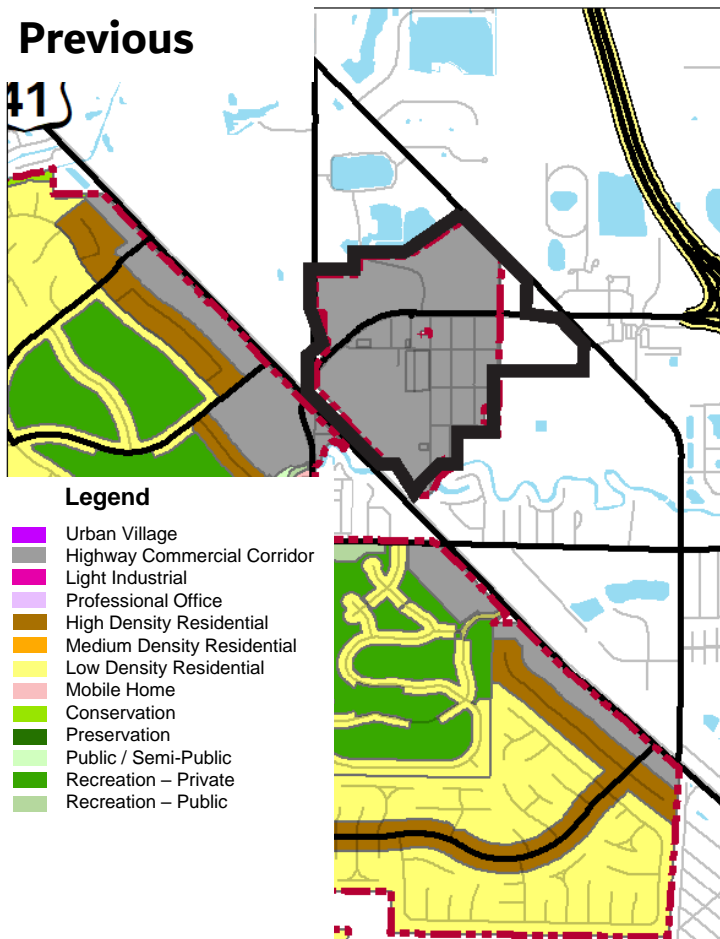 Previous
41
Legend
Urban Village
Highway Commercial Corridor
Light Industrial
Professional Office
High Density Residential
Medium Density Residential
Low Density Residential
Mobile Home
Conservation
Preservation
Public / Semi-Public
Recreation – Private
Recreation – Public